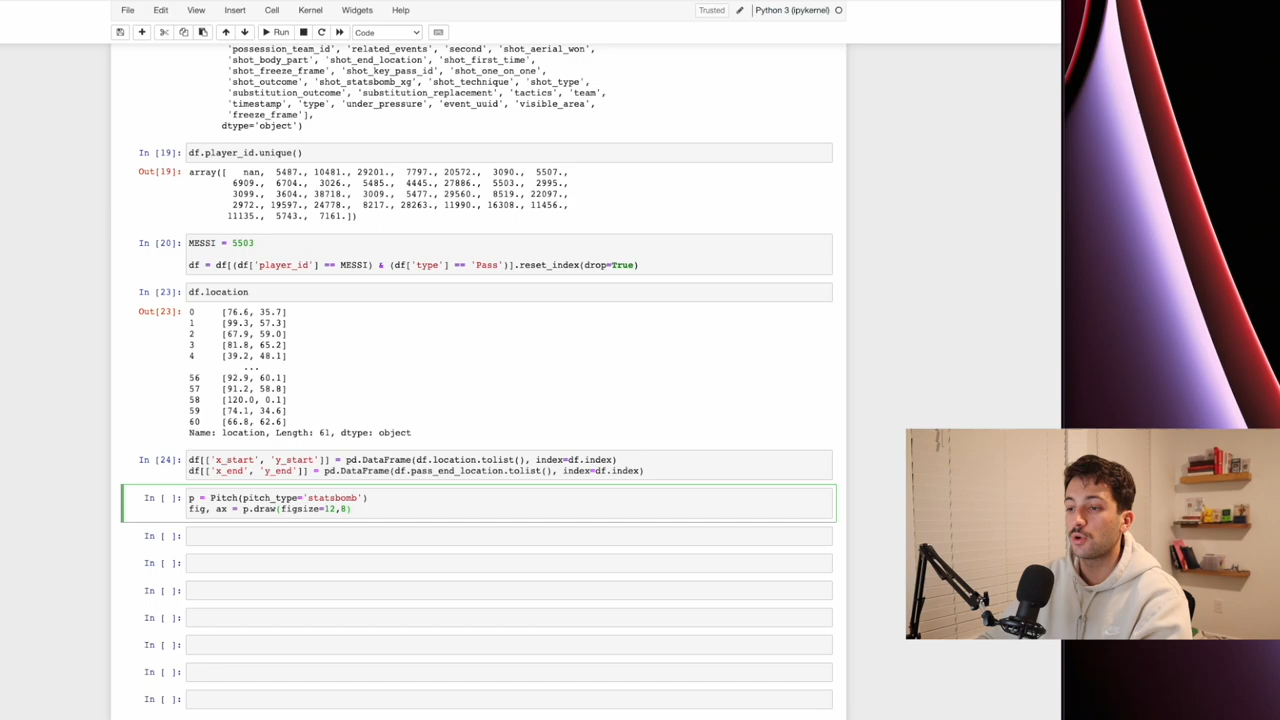 File Edit View Insert Cell Kernel Widgets Help Trusted Python 3 (ipykernel)
Run Code
'possession_team_id', 'related_events', 'second', 'shot_aerial_won',
'shot_body_part', 'shot_end_location', 'shot_first_time',
'shot_freeze_frame', 'shot_key_pass_id', 'shot_one_on_one',
'shot_outcome', 'shot_statsbomb_xg', 'shot_technique', 'shot_type',
'substitution_outcome', 'substitution_replacement', 'tactics', 'team',
'timestamp', 'type', 'under_pressure', 'event_uuid', 'visible_area',
'freeze_frame'],
dtype='object')
In [19]: df.player_id.unique()
Out[19]: array([ nan, 5487., 10481., 29201., 7797., 20572., 3090., 5507.,
6909., 6704., 3026., 5485., 4445., 27886., 5503., 2995.,
3099., 3604., 38718., 3009., 5477., 29560., 8519., 22097.,
2972., 19597., 24778., 8217., 28263., 11990., 16308., 11456.,
11135., 5743., 7161.])
In [20]: MESSI = 5503
df = df[(df['player_id'] == MESSI) & (df['type'] == 'Pass')].reset_index(drop=True)
In [23]: df.location
Out[23]: 0 [76.6, 35.7]
1 [99.3, 57.3]
2 [67.9, 59.0]
3 [81.8, 65.2]
4 [39.2, 48.1]
...
56 [92.9, 60.1]
57 [91.2, 58.8]
58 [120.0, 0.1]
59 [74.1, 34.6]
60 [66.8, 62.6]
Name: location, Length: 61, dtype: object
In [24]: df[['x_start', 'y_start']] = pd.DataFrame(df.location.tolist(), index=df.index)
df[['x_end', 'y_end']] = pd.DataFrame(df.pass_end_location.tolist(), index=df.index)
In [ ]: p = Pitch(pitch_type='statsbomb')
fig, ax = p.draw(figsize=12,8)
In [ ]:
In [ ]:
In [ ]:
In [ ]:
In [ ]:
In [ ]:
In [ ]: